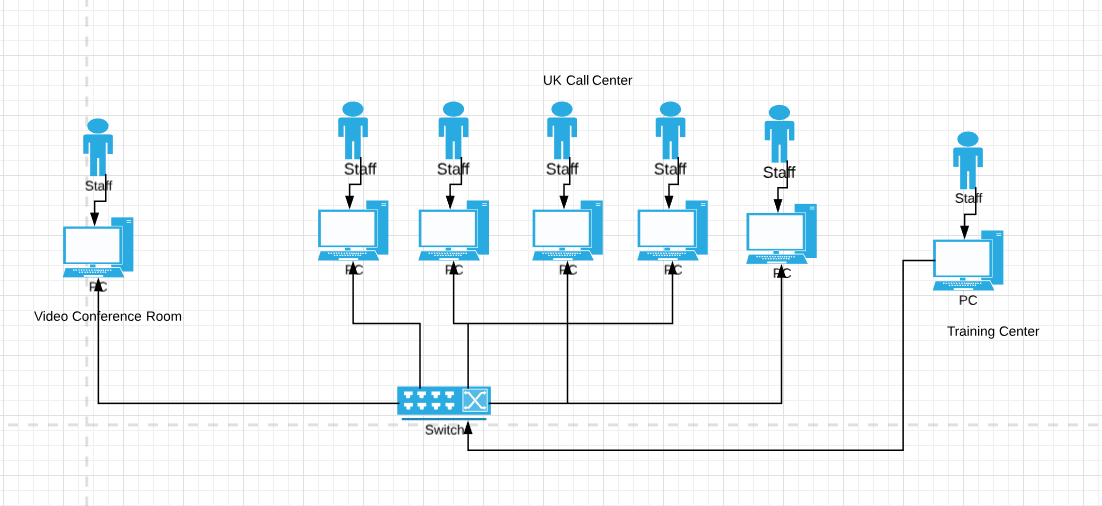 UK Call Center
Staff
Staff
Staff
Staff
Staff
Staff
Staff
PC
PC
PC
PC
PC
PC
PC
Video Conference Room
Training Center
Switch